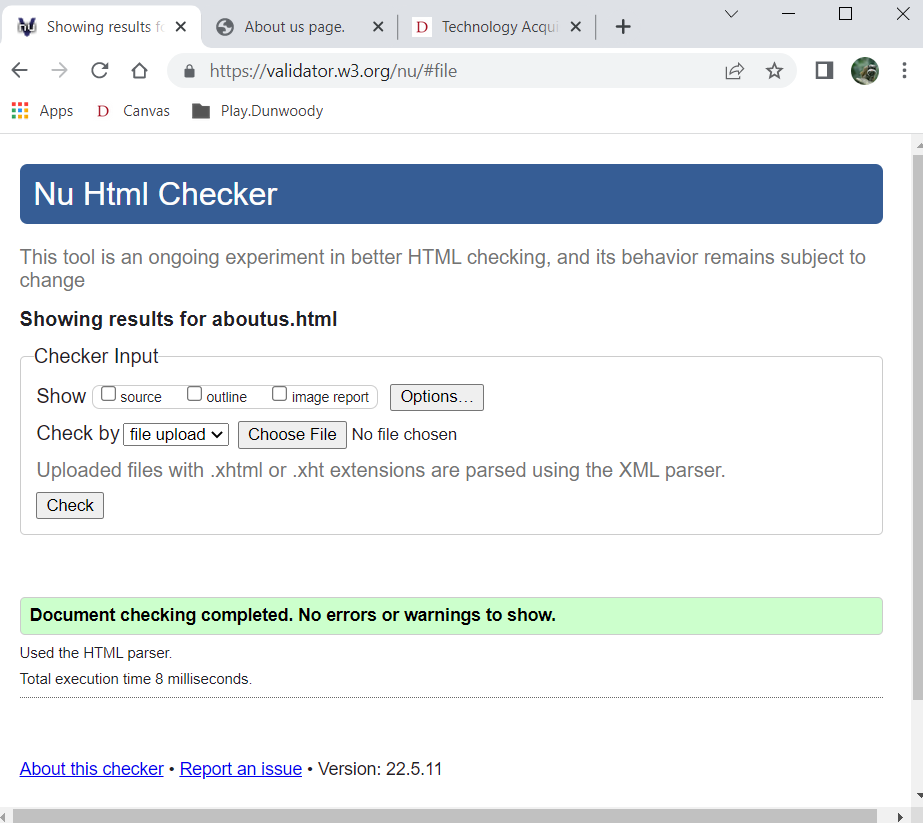 Showing results f
About us page.
D Technology Acqui
https://validator.w3.org/nu/#file
Apps D Canvas Play.Dunwoody
Nu Html Checker
This tool is an ongoing experiment in better HTML checking, and its behavior remains subject to
change
Showing results for aboutus.html
Checker Input
Show source outline image report Options…
Check by file upload Choose File No file chosen
Uploaded files with .xhtml or .xht extensions are parsed using the XML parser.
Check
Document checking completed. No errors or warnings to show.
Used the HTML parser.
Total execution time 8 milliseconds.
About this checker • Report an issue • Version: 22.5.11